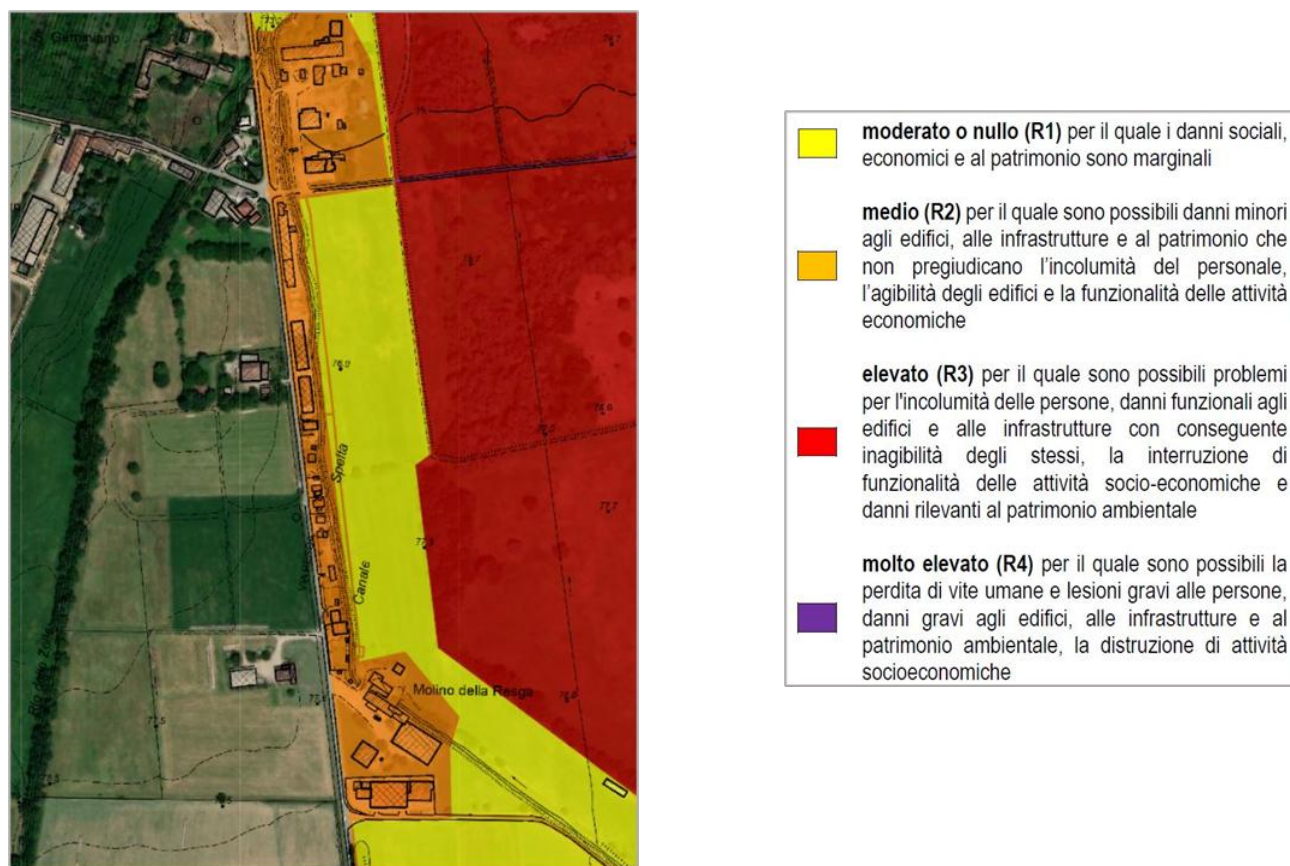 S. Geminiano
Spelta
Canale
Molino della Resga
moderato o nullo (R1) per il quale i danni sociali,
economici e al patrimonio sono marginali
medio (R2) per il quale sono possibili danni minori
agli edifici, alle infrastrutture e al patrimonio che
non pregiudicano l'incolumità del personale,
l'agibilità degli edifici e la funzionalità delle attività
economiche
elevato (R3) per il quale sono possibili problemi
per l'incolumità delle persone, danni funzionali agli
edifici e alle infrastrutture con conseguente
inagibilità degli stessi, la interruzione di
funzionalità delle attività socio-economiche e
danni rilevanti al patrimonio ambientale
molto elevato (R4) per il quale sono possibili la
perdita di vite umane e lesioni gravi alle persone,
danni gravi agli edifici, alle infrastrutture e al
patrimonio ambientale, la distruzione di attività
socioeconomiche